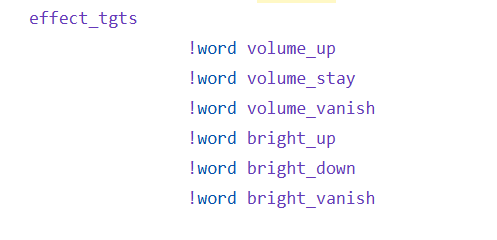 effect_tgts
!word volume_up
!word volume_stay
!word volume_vanish
!word bright_up
!word bright_down
!word bright_vanish